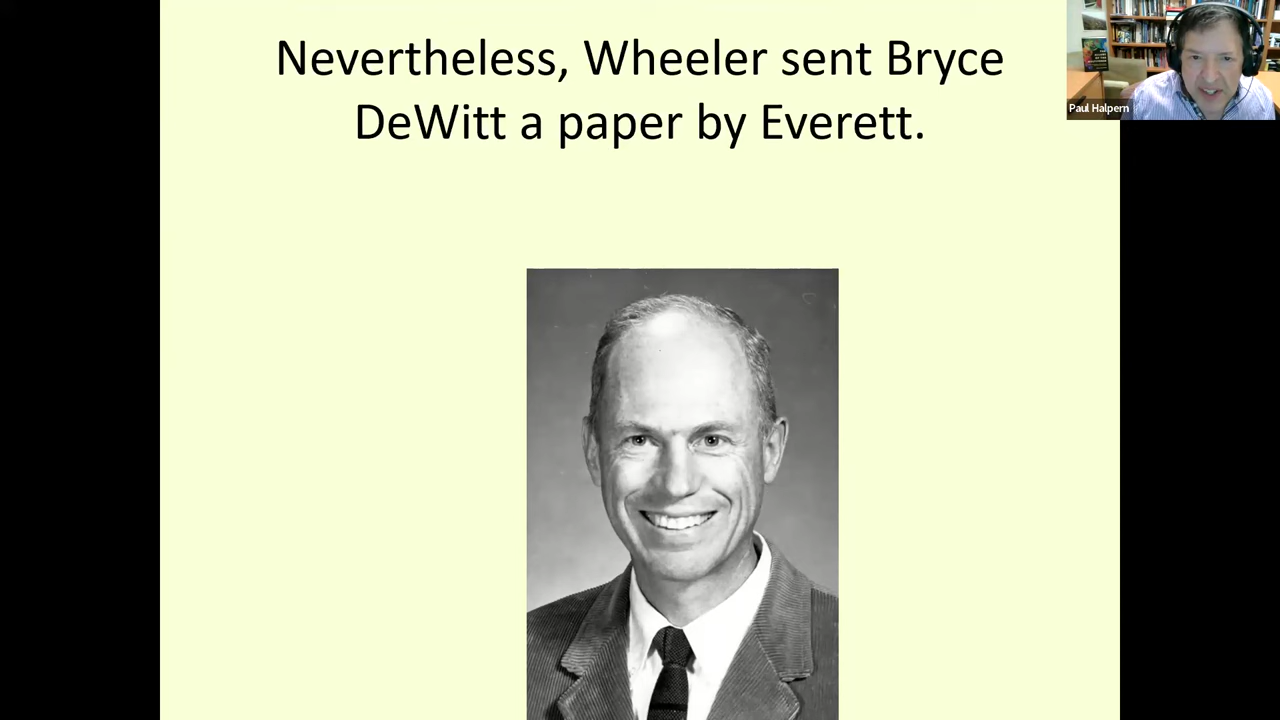 Nevertheless, Wheeler sent Bryce
DeWitt a paper by Everett.
Paul Halpern